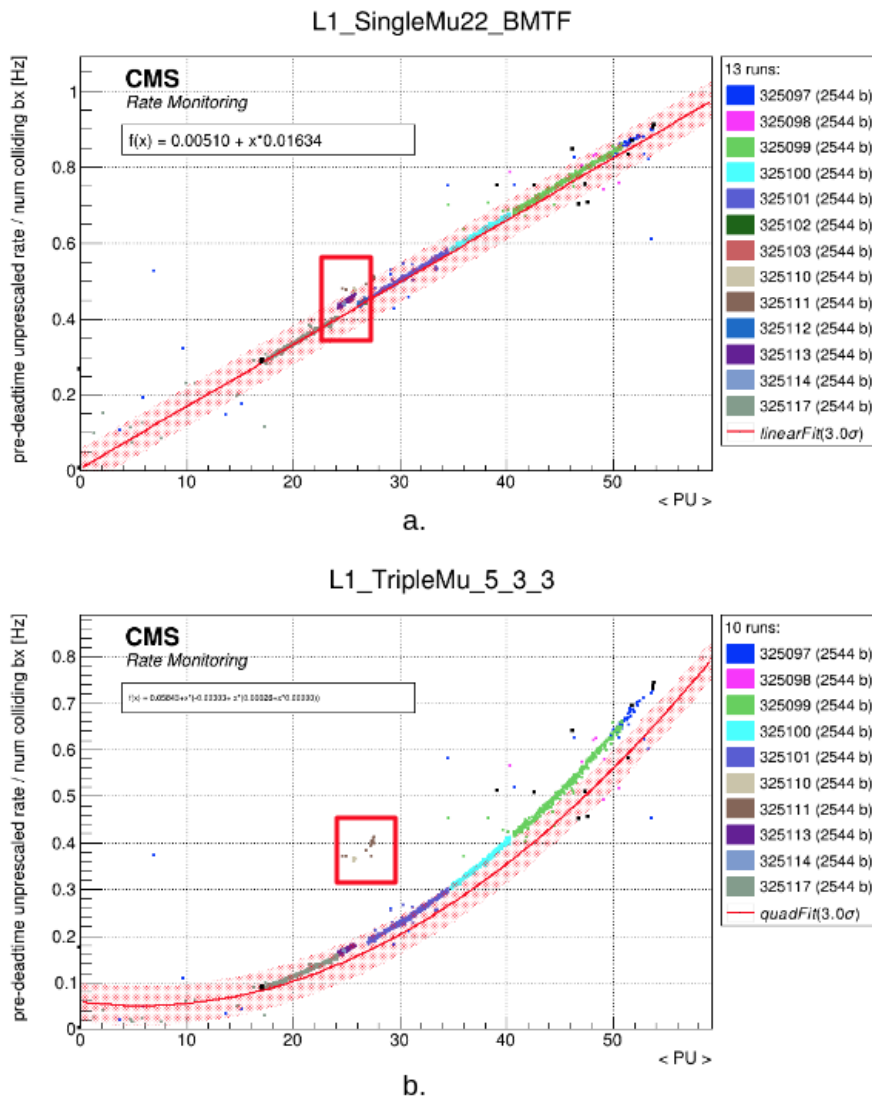 L1_SingleMu22_BMTF
pre-deadtime unprescaled rate / num colliding bx [Hz]
CMS
Rate Monitoring
f(x) = 0.00510 + x*0.01634
1
0.8
0.6
0.4
0.2
0
0 10 20 30 40 50
< PU >
13 runs:
325097 (2544 b)
325098 (2544 b)
325099 (2544 b)
325100 (2544 b)
325101 (2544 b)
325102 (2544 b)
325103 (2544 b)
325110 (2544 b)
325111 (2544 b)
325112 (2544 b)
325113 (2544 b)
325114 (2544 b)
325117 (2544 b)
linearFit(3.0σ)
a.
L1_TripleMu_5_3_3
pre-deadtime unprescaled rate / num colliding bx [Hz]
CMS
Rate Monitoring
0.8
0.7
0.6
0.5
0.4
0.3
0.2
0.1
0
0 10 20 30 40 50
< PU >
10 runs:
325097 (2544 b)
325098 (2544 b)
325099 (2544 b)
325100 (2544 b)
325101 (2544 b)
325110 (2544 b)
325111 (2544 b)
325113 (2544 b)
325114 (2544 b)
325117 (2544 b)
quadFit(3.0σ)
b.